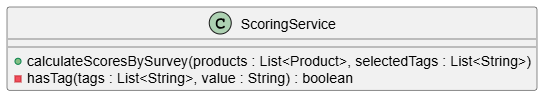 C ScoringService
calculateScoresBySurvey(products : List<Product>, selectedTags : List<String>)
hasTag(tags : List<String>, value : String) : boolean